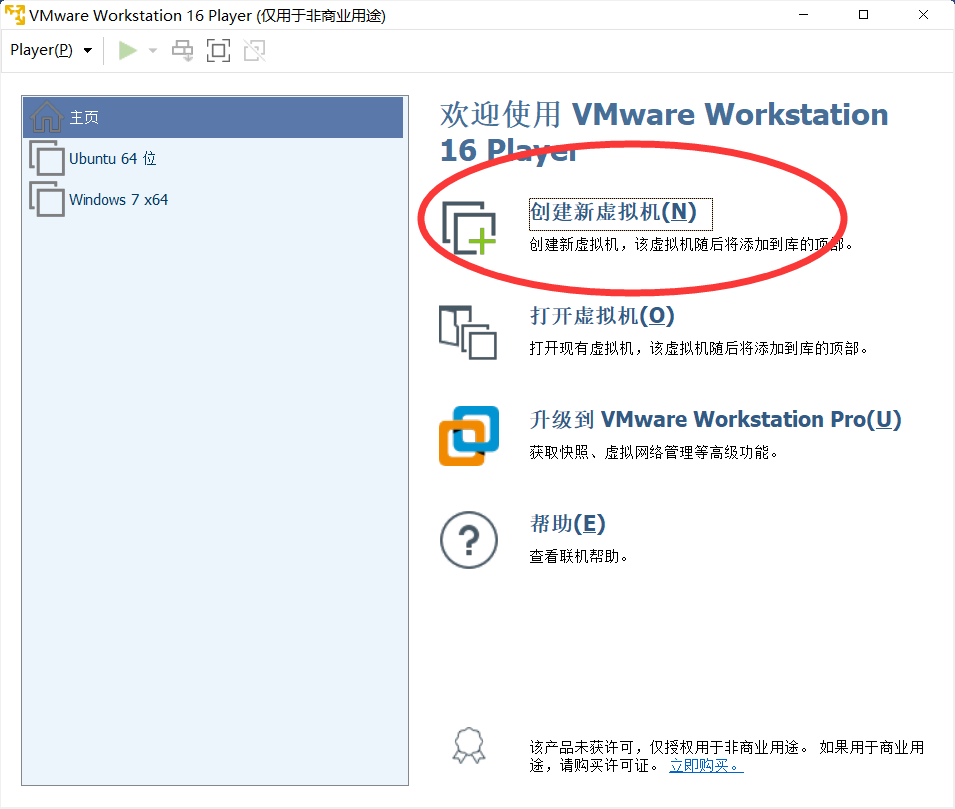 VMware Workstation 16 Player (仅用于非商业用途)
Player(P)
主页
Ubuntu 64 位
Windows 7 x64
欢迎使用 VMware Workstation
16 Player
创建新虚拟机(N)
创建新虚拟机，该虚拟机随后将添加到库的顶部。
打开虚拟机(O)
打开现有虚拟机，该虚拟机随后将添加到库的顶部。
升级到 VMware Workstation Pro(U)
获取快照、虚拟网络管理等高级功能。
帮助(E)
查看联机帮助。
该产品未获许可，仅授权用于非商业用途。 如果用于商业用
途，请购买许可证。 立即购买。